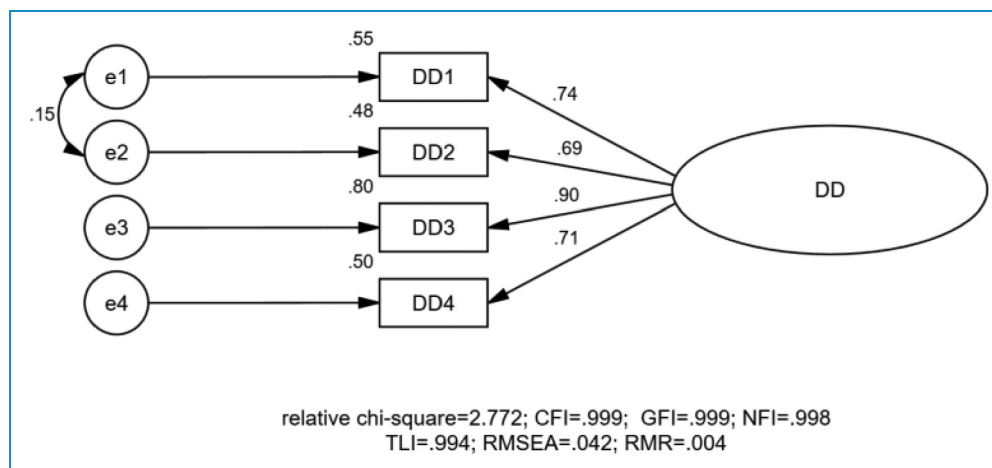 .55
e1
DD1
.74
.15
.48
e2
DD2
.69
DD
.80
.90
e3
DD3
.71
.50
e4
DD4
relative chi-square=2.772; CFI=.999; GFI=.999; NFI=.998
TLI=.994; RMSEA=.042; RMR=.004